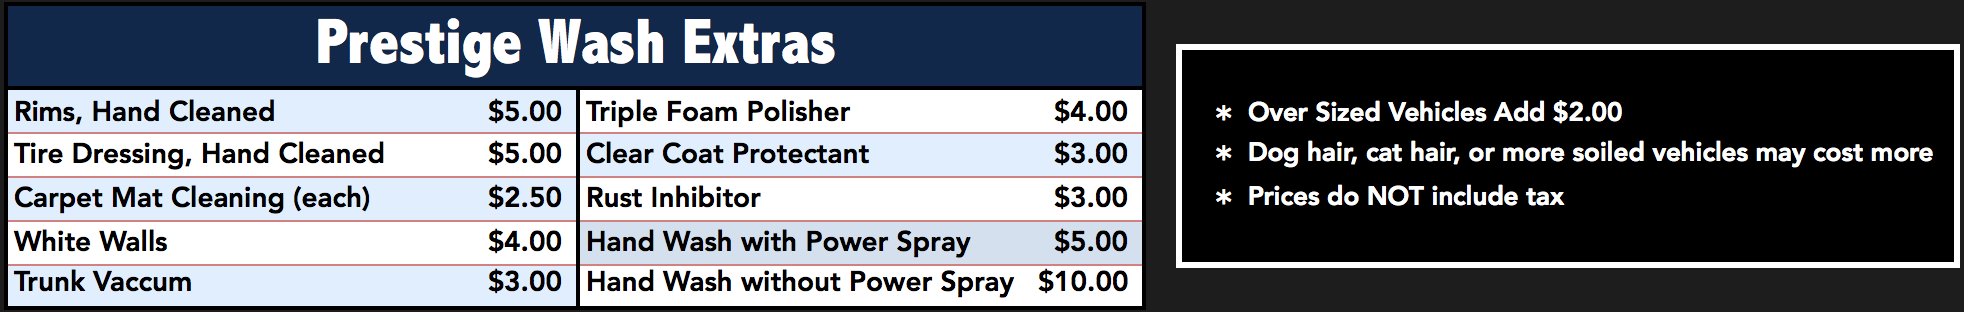 Prestige Wash Extras
Rims, Hand Cleaned $5.00
Tire Dressing, Hand Cleaned $5.00
Carpet Mat Cleaning (each) $2.50
White Walls $4.00
Trunk Vaccum $3.00
Triple Foam Polisher $4.00
Clear Coat Protectant $3.00
Rust Inhibitor $3.00
Hand Wash with Power Spray $5.00
Hand Wash without Power Spray $10.00
* Over Sized Vehicles Add $2.00
* Dog hair, cat hair, or more soiled vehicles may cost more
* Prices do NOT include tax